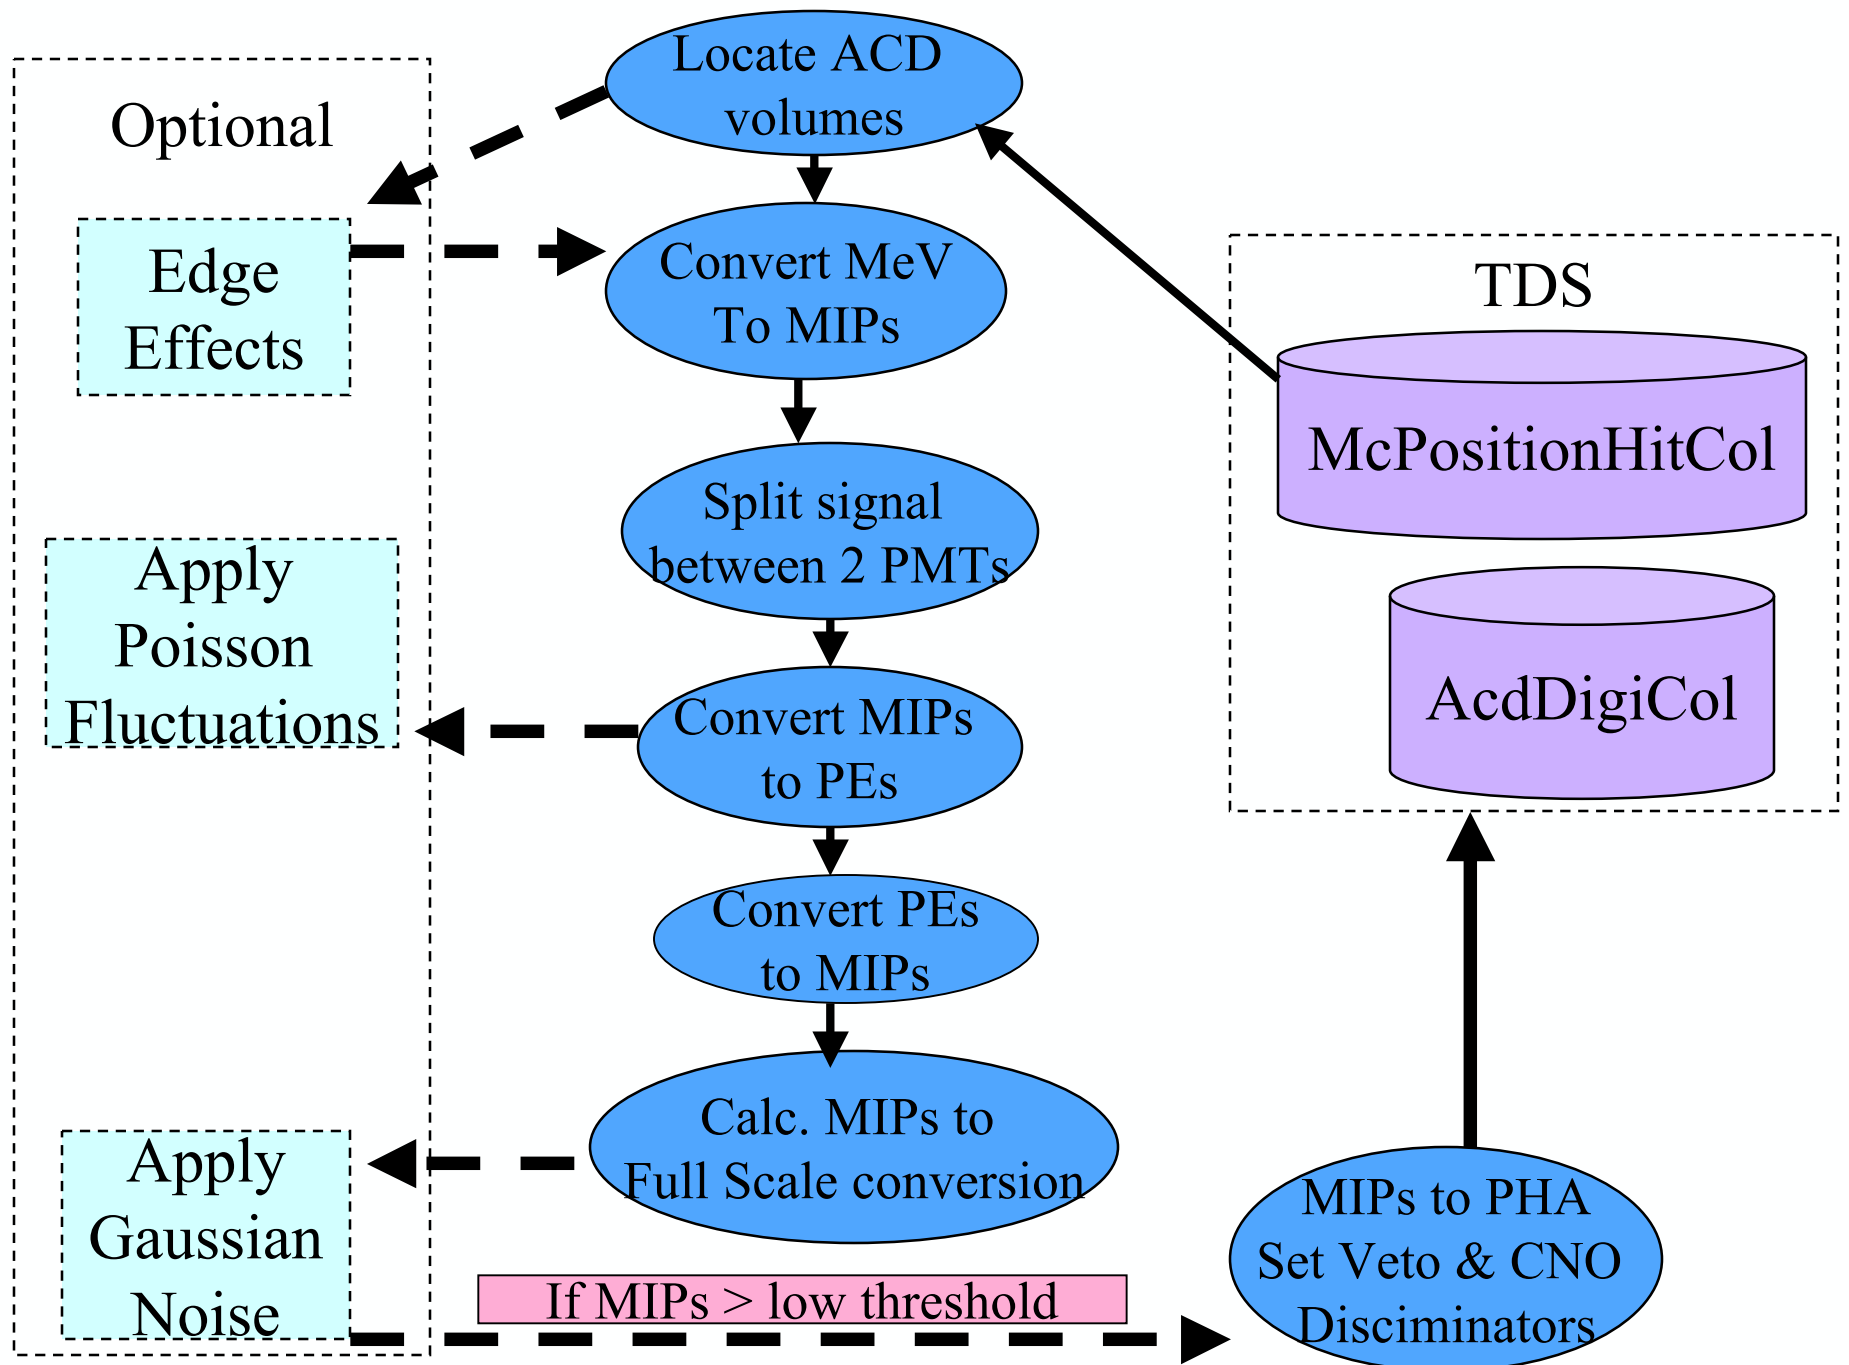 Locate ACD
volumes
Optional
Edge
Effects
Convert MeV
To MIPs
TDS
McPositionHitCol
Split signal
between 2 PMTs
Apply
Poisson
Fluctuations
AcdDigiCol
Convert MIPs
to PEs
Convert PEs
to MIPs
Calc. MIPs to
Full Scale conversion
Apply
Gaussian
Noise
If MIPs > low threshold
MIPs to PHA
Set Veto & CNO
Disciminators